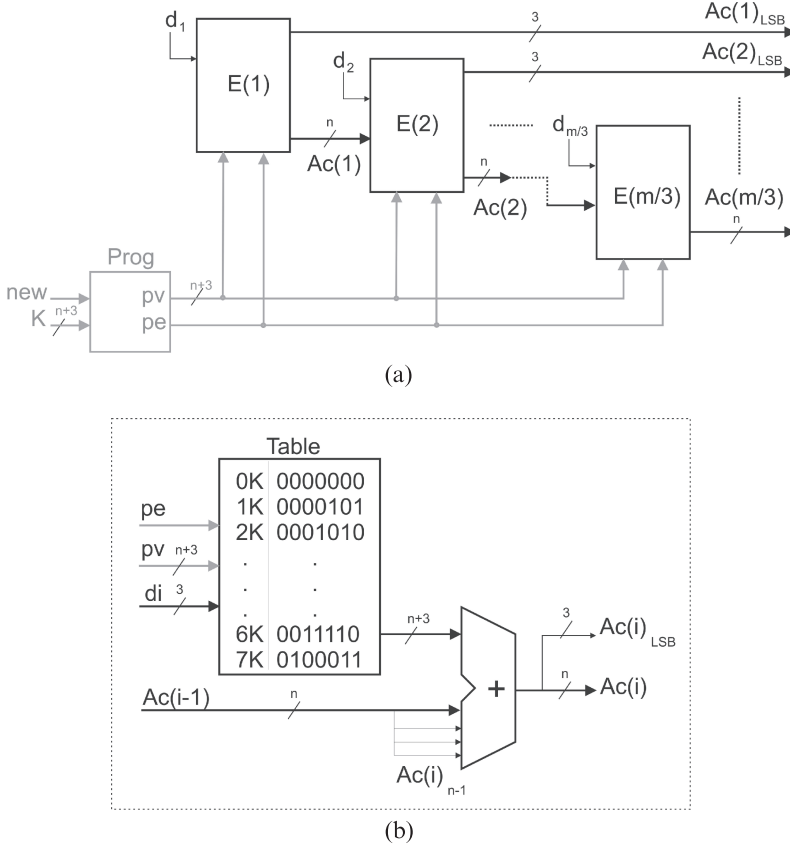 d1
E(1)
3
Ac(1)LSB
d2
E(2)
3
Ac(2)LSB
n
Ac(1)
dm/3
E(m/3)
n
Ac(2)
Ac(m/3)
n
Prog
new
K
n+3
pv
pe
n+3
(a)
Table
0K 0000000
1K 0000101
2K 0001010
. .
. .
. .
6K 0011110
7K 0100011
pe
pv n+3
di 3
n+3
+
3
Ac(i) LSB
n
Ac(i)
Ac(i-1)
n
Ac(i) n-1
(b)